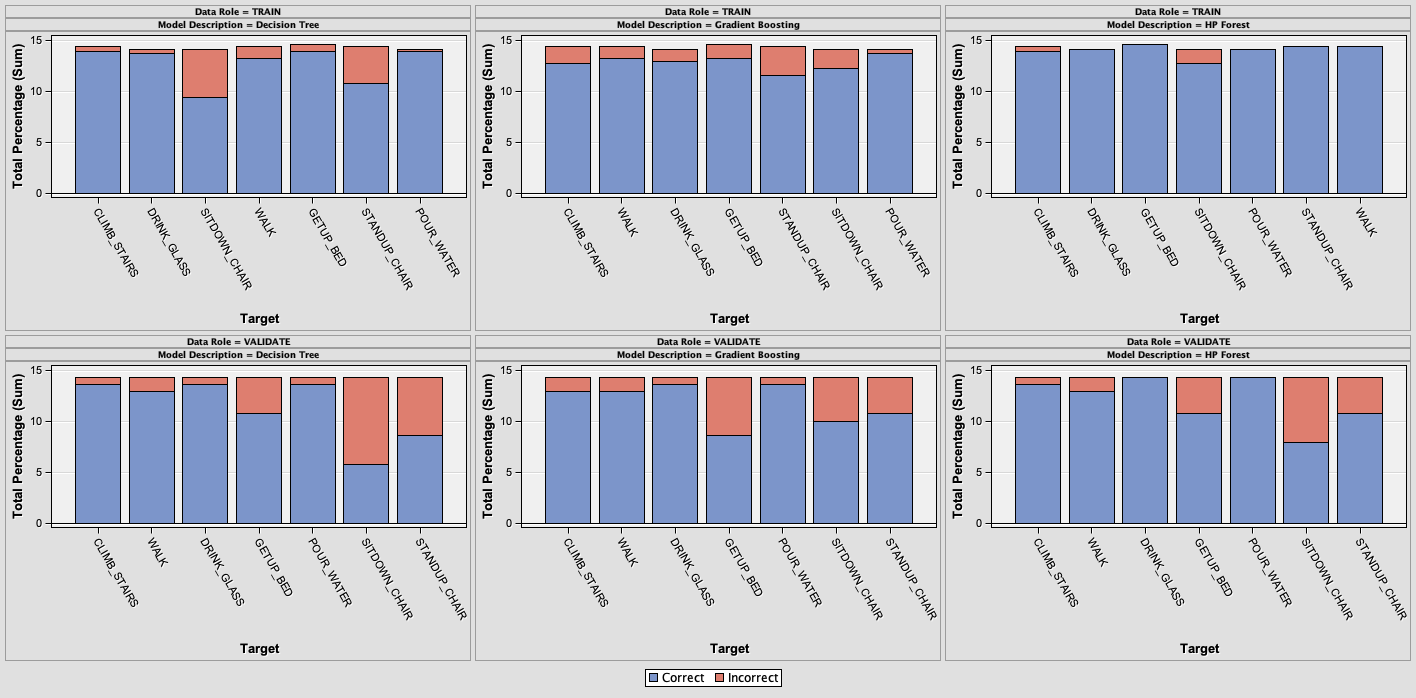 Data Role = TRAIN
Model Description = Decision Tree
Total Percentage (Sum)
15
10
5
0
CLIMB_STAIRS
DRINK_GLASS
SITDOWN_CHAIR
WALK
GETUP_BED
STANDUP_CHAIR
POUR_WATER
Target
Data Role = TRAIN
Model Description = Gradient Boosting
Total Percentage (Sum)
15
10
5
0
CLIMB_STAIRS
WALK
DRINK_GLASS
GETUP_BED
STANDUP_CHAIR
SITDOWN_CHAIR
POUR_WATER
Target
Data Role = TRAIN
Model Description = HP Forest
Total Percentage (Sum)
15
10
5
0
CLIMB_STAIRS
DRINK_GLASS
GETUP_BED
SITDOWN_CHAIR
POUR_WATER
STANDUP_CHAIR
WALK
Target
Data Role = VALIDATE
Model Description = Decision Tree
Total Percentage (Sum)
15
10
5
0
CLIMB_STAIRS
WALK
DRINK_GLASS
GETUP_BED
POUR_WATER
SITDOWN_CHAIR
STANDUP_CHAIR
Target
Data Role = VALIDATE
Model Description = Gradient Boosting
Total Percentage (Sum)
15
10
5
0
CLIMB_STAIRS
WALK
DRINK_GLASS
GETUP_BED
POUR_WATER
SITDOWN_CHAIR
STANDUP_CHAIR
Target
Data Role = VALIDATE
Model Description = HP Forest
Total Percentage (Sum)
15
10
5
0
CLIMB_STAIRS
WALK
DRINK_GLASS
GETUP_BED
POUR_WATER
SITDOWN_CHAIR
STANDUP_CHAIR
Target
Correct Incorrect